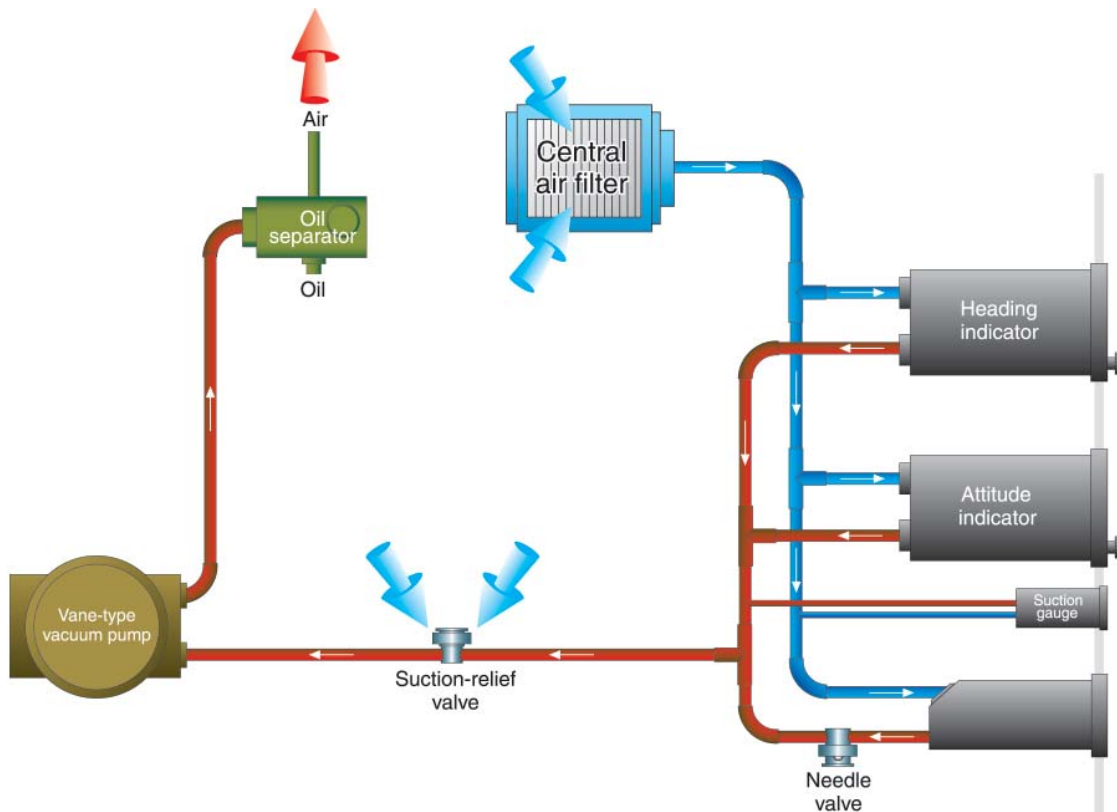 Air
Oil
separator
Oil
Central
air filter
Heading
indicator
Attitude
indicator
Suction
gauge
Vane-type
vacuum pump
Suction-relief
valve
Needle
valve